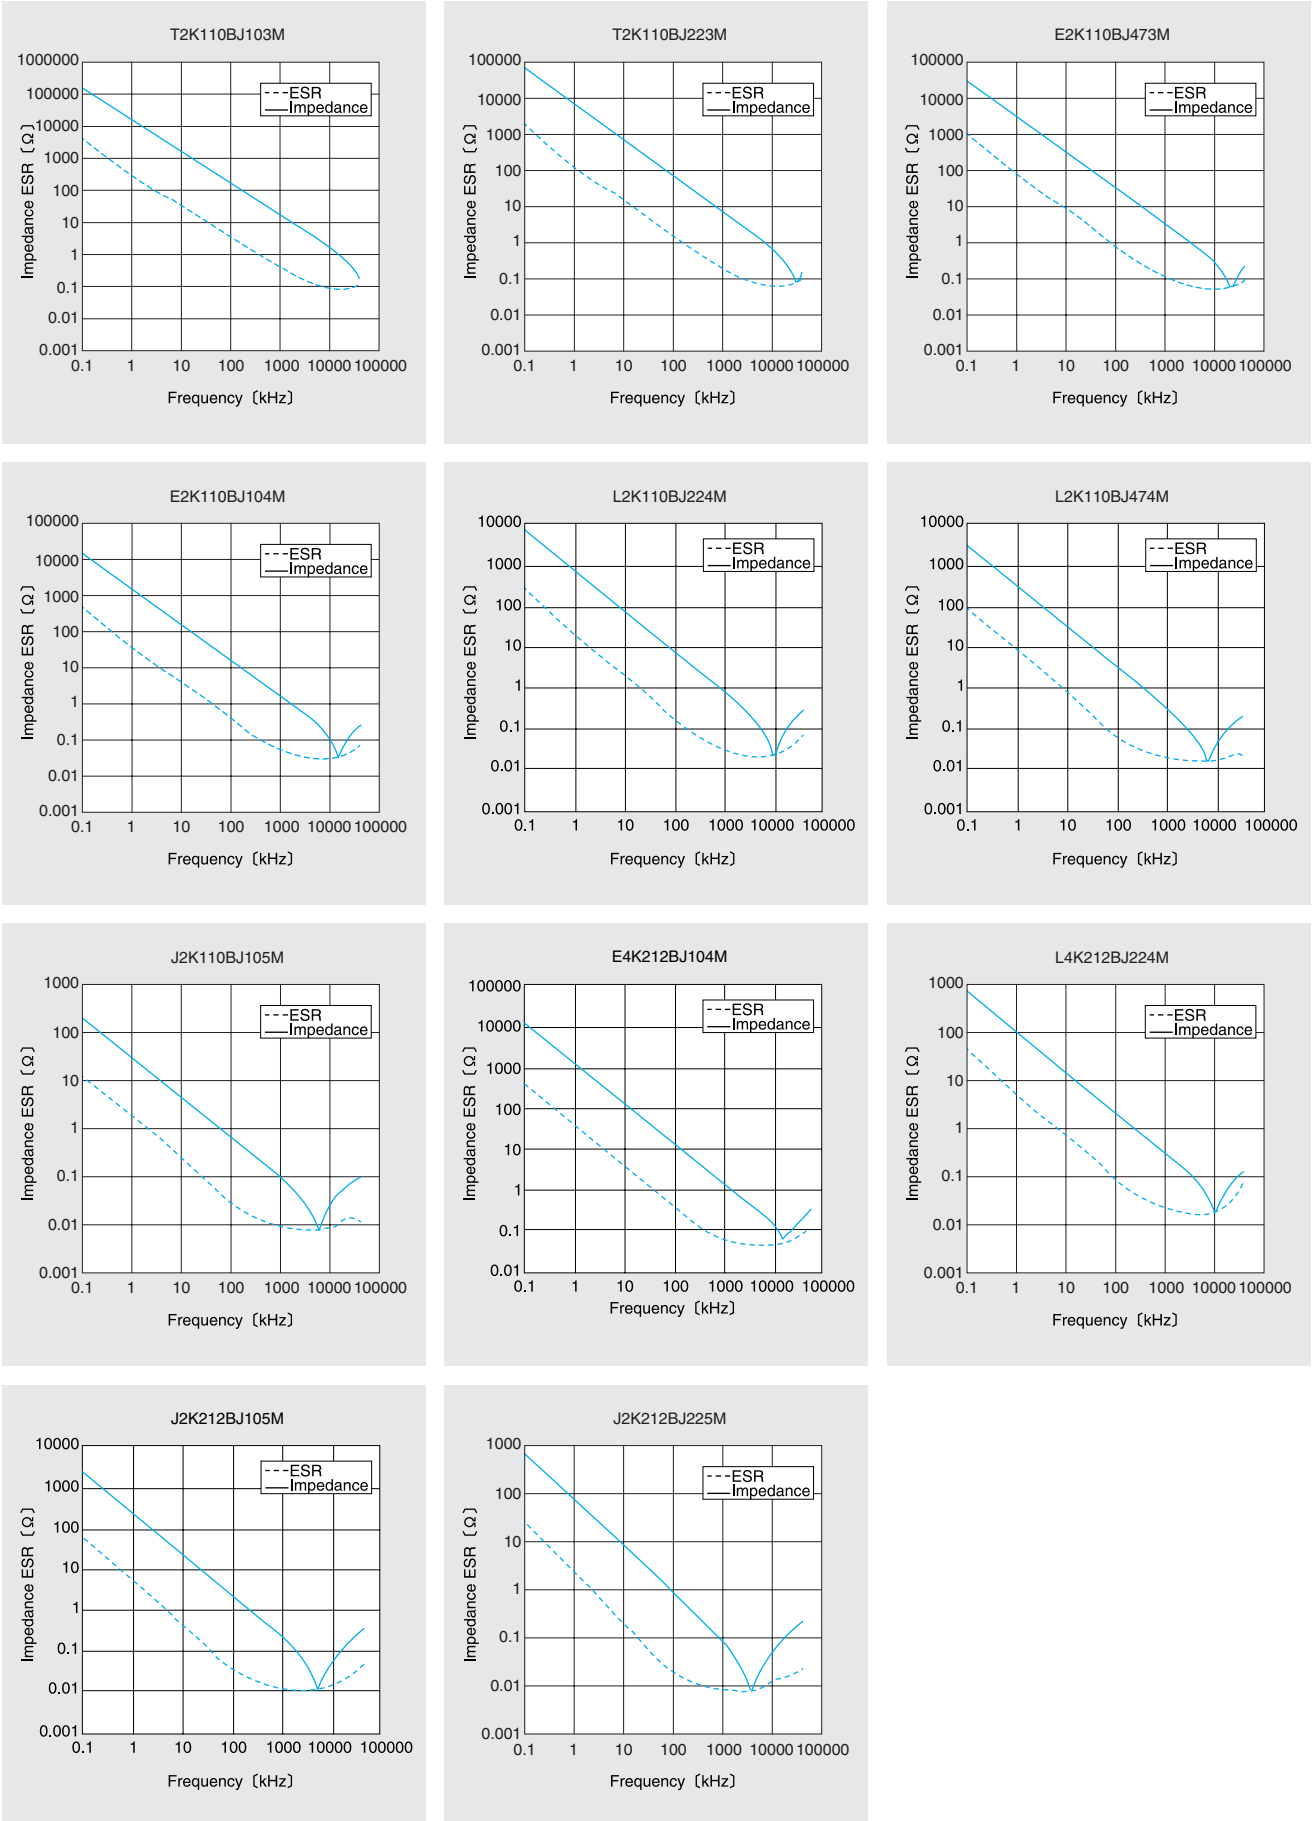 T2K110BJ103M
1000000
100000
10000
1000
100
10
1
0.1
0.01
0.001
Impedance ESR〔Ω〕
ESR
Impedance
0.1 1 10 100 1000 10000 100000
Frequency〔kHz〕
T2K110BJ223M
100000
10000
1000
100
10
1
0.1
0.01
0.001
Impedance ESR〔Ω〕
ESR
Impedance
0.1 1 10 100 1000 10000 100000
Frequency〔kHz〕
E2K110BJ473M
100000
10000
1000
100
10
1
0.1
0.01
0.001
Impedance ESR〔Ω〕
ESR
Impedance
0.1 1 10 100 1000 10000 100000
Frequency〔kHz〕
E2K110BJ104M
100000
10000
1000
100
10
1
0.1
0.01
0.001
Impedance ESR〔Ω〕
ESR
Impedance
0.1 1 10 100 1000 10000 100000
Frequency〔kHz〕
L2K110BJ224M
10000
1000
100
10
1
0.1
0.01
0.001
Impedance ESR〔Ω〕
ESR
Impedance
0.1 1 10 100 1000 10000 100000
Frequency〔kHz〕
L2K110BJ474M
10000
1000
100
10
1
0.1
0.01
0.001
Impedance ESR〔Ω〕
ESR
Impedance
0.1 1 10 100 1000 10000 100000
Frequency〔kHz〕
J2K110BJ105M
1000
100
10
1
0.1
0.01
0.001
Impedance ESR〔Ω〕
ESR
Impedance
0.1 1 10 100 1000 10000 100000
Frequency〔kHz〕
E4K212BJ104M
100000
10000
1000
100
10
1
0.1
0.01
Impedance ESR〔Ω〕
ESR
Impedance
0.1 1 10 100 1000 10000 100000
Frequency〔kHz〕
L4K212BJ224M
1000
100
10
1
0.1
0.01
0.001
Impedance ESR〔Ω〕
ESR
Impedance
0.1 1 10 100 1000 10000 100000
Frequency〔kHz〕
J2K212BJ105M
10000
1000
100
10
1
0.1
0.01
0.001
Impedance ESR〔Ω〕
ESR
Impedance
0.1 1 10 100 1000 10000 100000
Frequency〔kHz〕
J2K212BJ225M
1000
100
10
1
0.1
0.01
0.001
Impedance ESR〔Ω〕
ESR
Impedance
0.1 1 10 100 1000 10000 100000
Frequency〔kHz〕